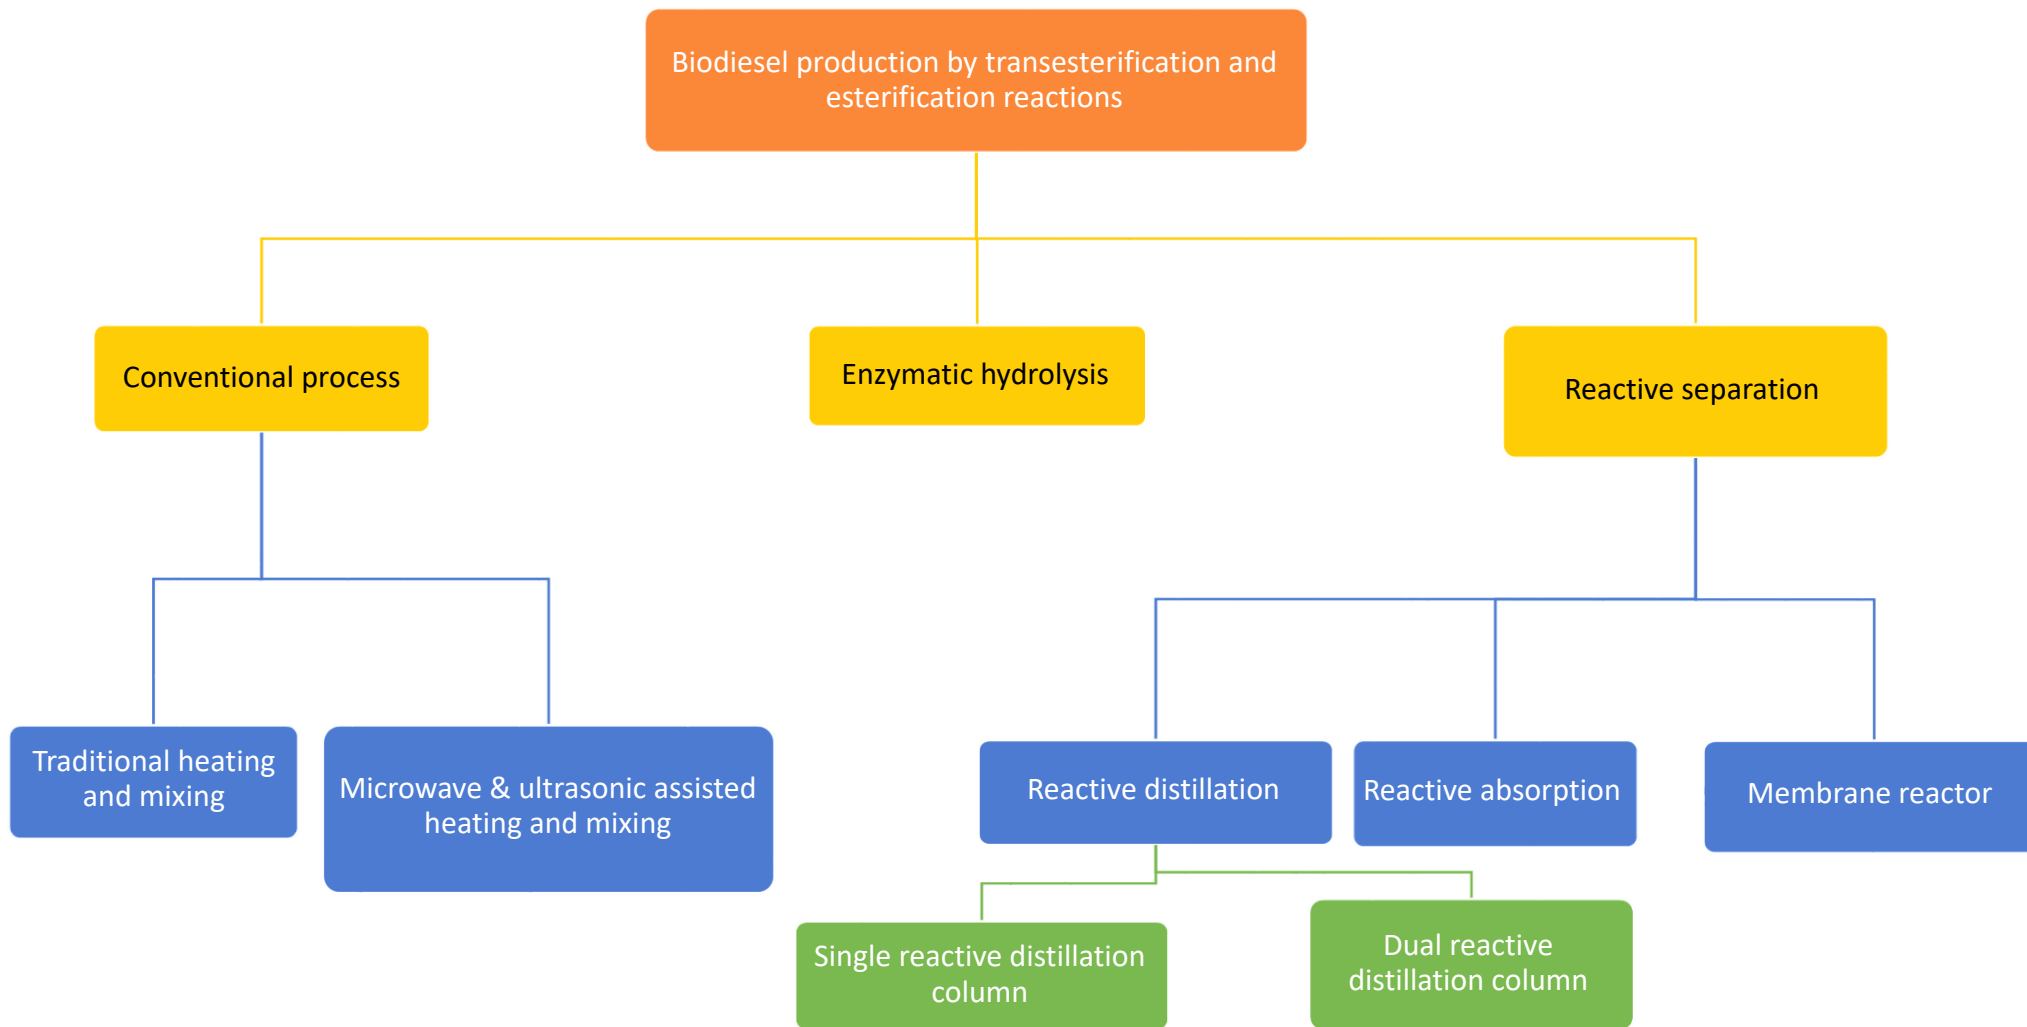 Biodiesel production by transesterification and
esterification reactions
Conventional process
Enzymatic hydrolysis
Reactive separation
Traditional heating
and mixing
Microwave & ultrasonic assisted
heating and mixing
Reactive distillation
Reactive absorption
Membrane reactor
Single reactive distillation
column
Dual reactive
distillation column